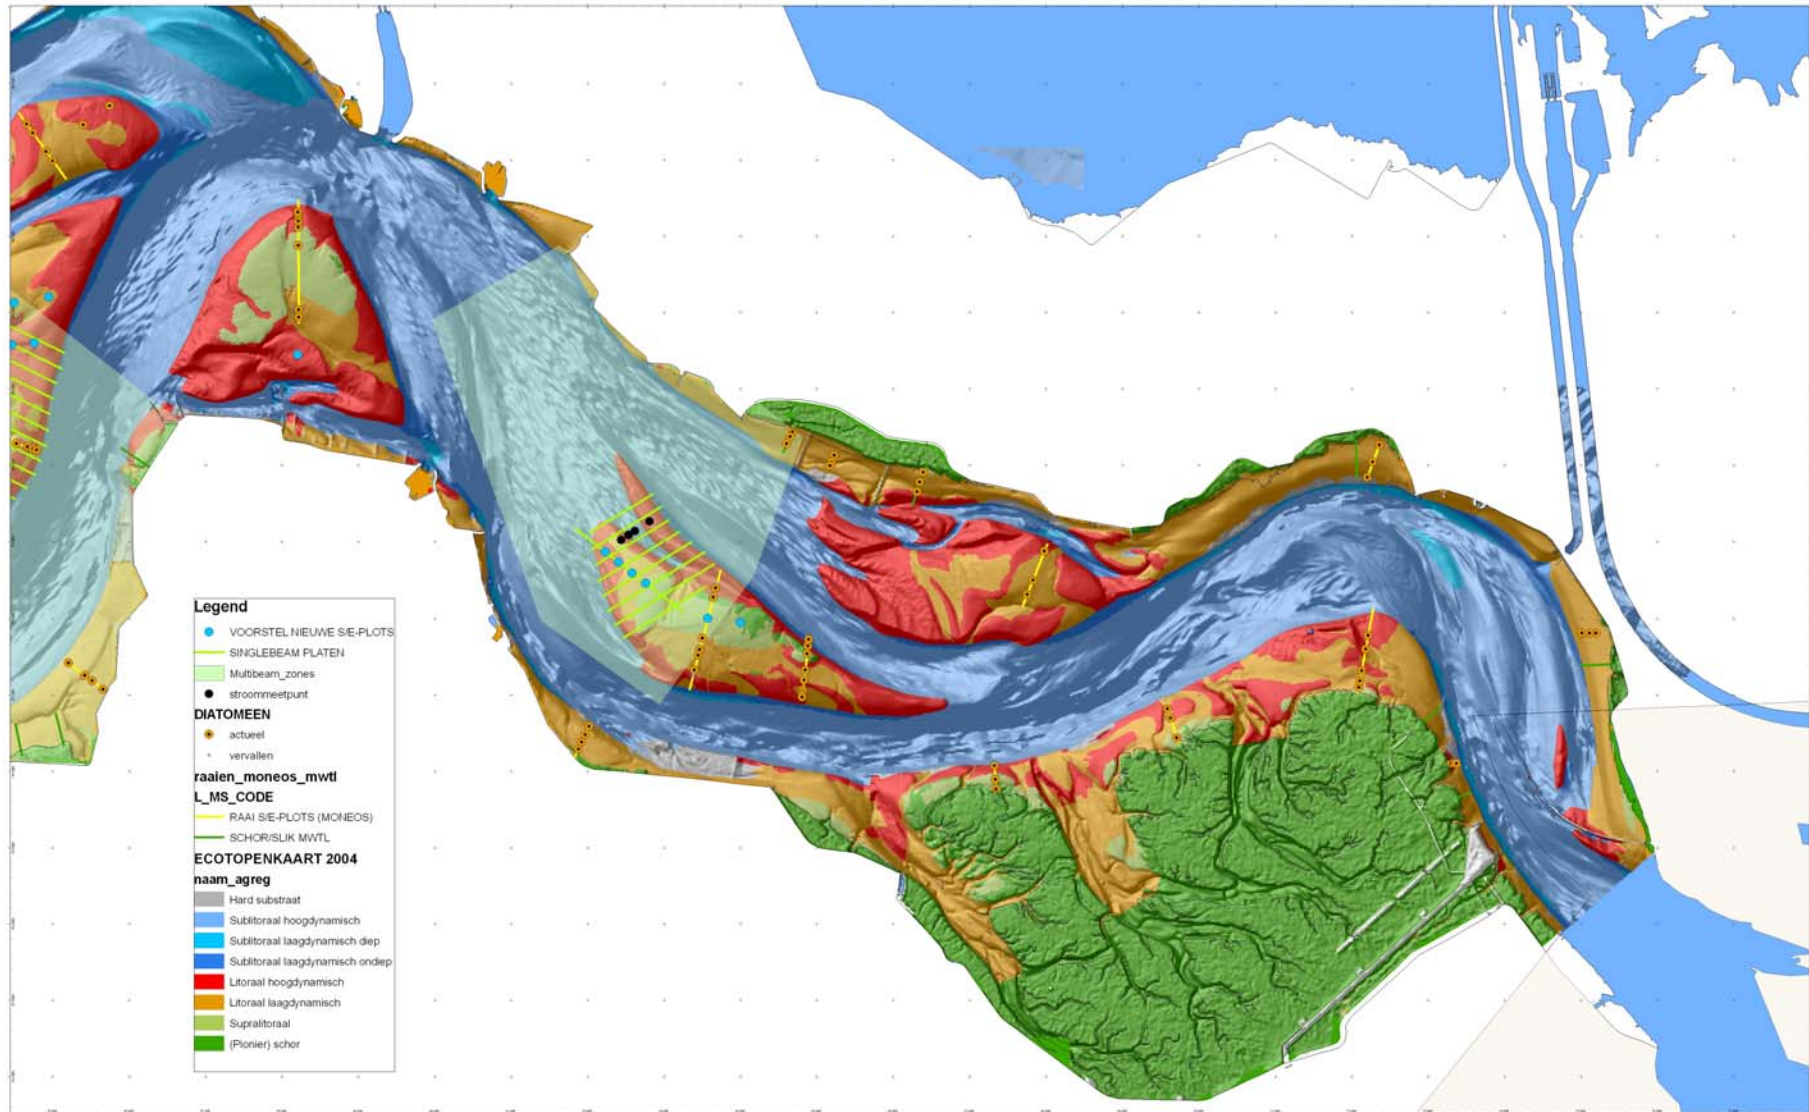 Legend
VOORSTEL NIEUWE S/E-PLOTS
SINGLEBEAM PLATEN
Multibeam_zones
stroommeetpunt
DIATOMEEN
actueel
vervallen
raaien_moneos_mwtl
L_MS_CODE
RAAI S/E-PLOTS (MONEOS)
SCHOR/SLIK MWTL
ECOTOPENKAART 2004
naam_agreg
Hard substraat
Sublitoraal hoogdynamisch
Sublitoraal laagdynamisch diep
Sublitoraal laagdynamisch ondiep
Litoraal hoogdynamisch
Litoraal laagdynamisch
Supralitoraal
(Pionier) schor